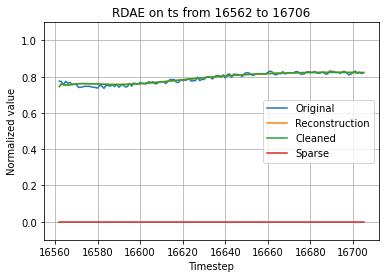 RDAE on ts from 16562 to 16706
Normalized value
1.0
0.8
0.6
0.4
0.2
0.0
Original
Reconstruction
Cleaned
Sparse
16560 16580 16600 16620 16640 16660 16680 16700
Timestep